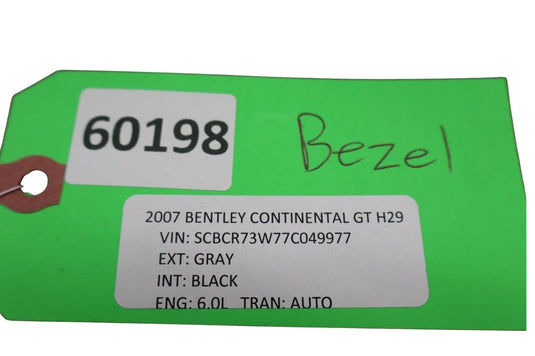 60198
Bezel
2007 BENTLEY CONTINENTAL GT H29
VIN: SCBCR73W77C049977
EXT: GRAY
INT: BLACK
ENG: 6.0L TRAN: AUTO